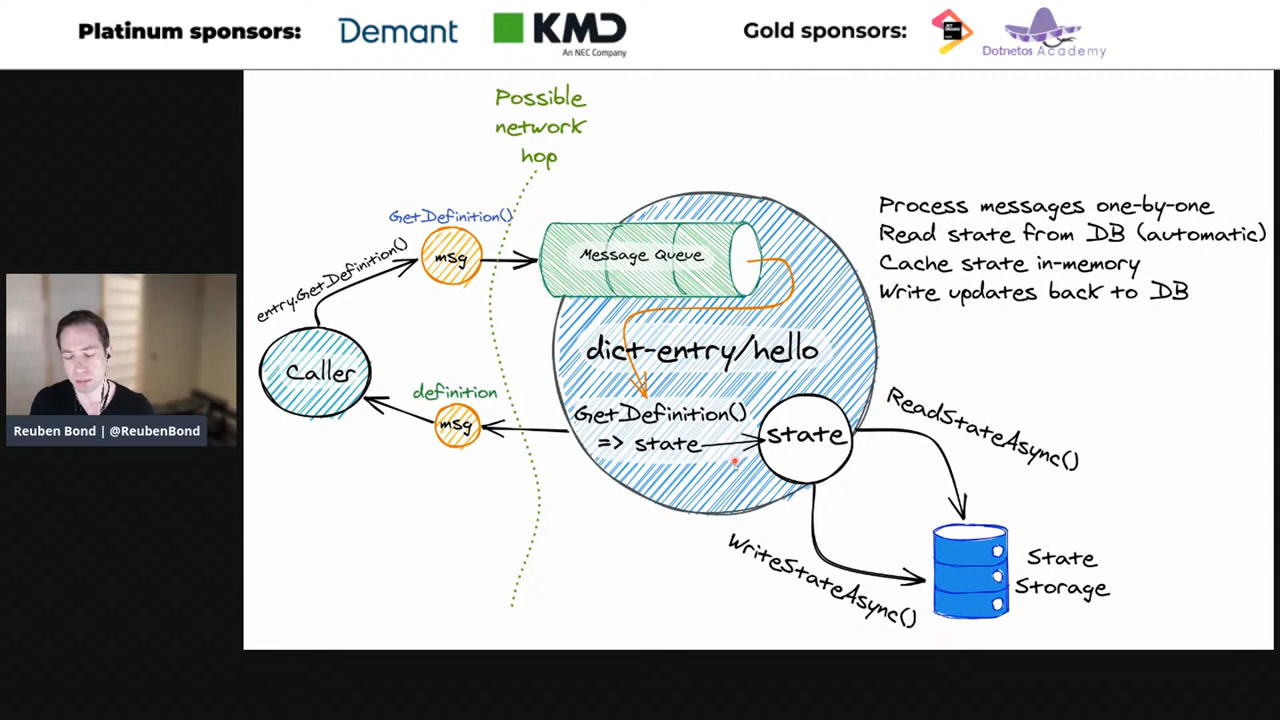 Platinum sponsors:
Demant
KMD
An NEC Company
Gold sponsors:
Dotnetos Academy
Possible
network
hop
GetDefinition()
entry.GetDefinition()
msg
Message Queue
Process messages one-by-one
Read state from DB (automatic)
Cache state in-memory
Write updates back to DB
dict-entry/hello
Caller
definition
msg
GetDefinition()
=> state
state
ReadStateAsync()
WriteStateAsync()
State
Storage
Reuben Bond | @ReubenBond